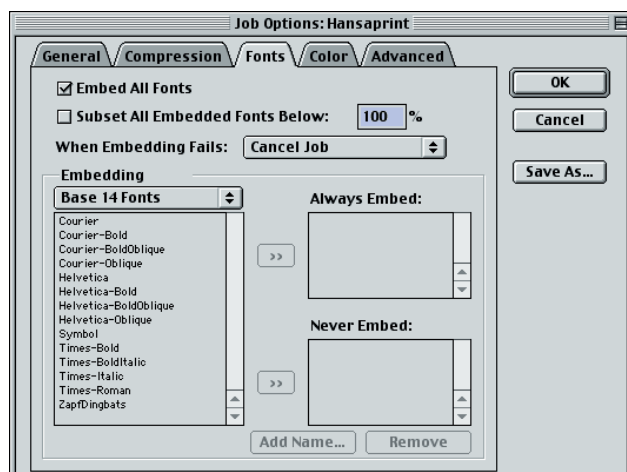 Job Options: Hansaprint
General Compression Fonts Color Advanced
Embed All Fonts
Subset All Embedded Fonts Below: 100 %
When Embedding Fails: Cancel Job
OK
Cancel
Save As...
Embedding
Base 14 Fonts
Courier
Courier-Bold
Courier-BoldOblique
Courier-Oblique
Helvetica
Helvetica-Bold
Helvetica-BoldOblique
Helvetica-Oblique
Symbol
Times-Bold
Times-BoldItalic
Times-Italic
Times-Roman
ZapfDingbats
>>
>>
Always Embed:
Never Embed:
Add Name... Remove